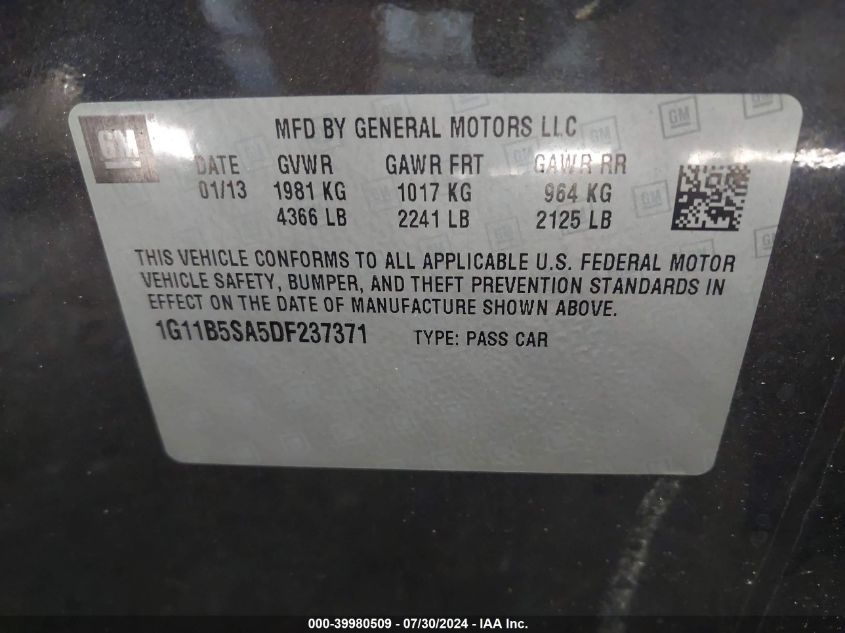 GM
MFD BY GENERAL MOTORS LLC
DATE GVWR GAWR FRT GAWR RR
01/13 1981 KG 1017 KG 964 KG
4366 LB 2241 LB 2125 LB
THIS VEHICLE CONFORMS TO ALL APPLICABLE U.S. FEDERAL MOTOR
VEHICLE SAFETY, BUMPER, AND THEFT PREVENTION STANDARDS IN
EFFECT ON THE DATE OF MANUFACTURE SHOWN ABOVE.
1G11B5SA5DF237371 TYPE: PASS CAR
000-39980509 - 07/30/2024 - IAA Inc.